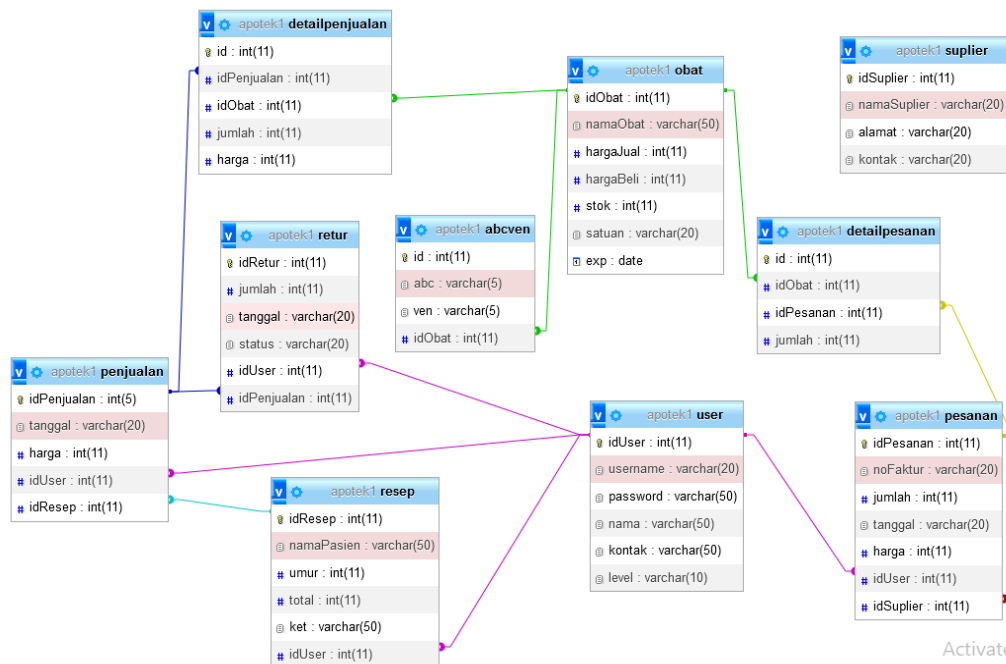 apotek1 detailpenjualan
id : int(11)
idPenjualan : int(11)
idObat : int(11)
jumlah : int(11)
harga : int(11)
apotek1 obat
idObat : int(11)
namaObat : varchar(50)
hargaJual : int(11)
hargaBeli : int(11)
stok : int(11)
satuan : varchar(20)
exp : date
apotek1 suplier
idSuplier : int(11)
namaSuplier : varchar(20)
alamat : varchar(20)
kontak : varchar(20)
apotek1 retur
idRetur : int(11)
jumlah : int(11)
tanggal : varchar(20)
status : varchar(20)
idUser : int(11)
idPenjualan : int(11)
apotek1 abcven
id : int(11)
abc : varchar(5)
ven : varchar(5)
idObat : int(11)
apotek1 detailpesanan
id : int(11)
idObat : int(11)
idPesanan : int(11)
jumlah : int(11)
apotek1 penjualan
idPenjualan : int(5)
tanggal : varchar(20)
harga : int(11)
idUser : int(11)
idResep : int(11)
apotek1 resep
idResep : int(11)
namaPasien : varchar(50)
umur : int(11)
total : int(11)
ket : varchar(50)
idUser : int(11)
apotek1 user
idUser : int(11)
username : varchar(20)
password : varchar(50)
nama : varchar(50)
kontak : varchar(50)
level : varchar(10)
apotek1 pesanan
idPesanan : int(11)
noFaktur : varchar(20)
jumlah : int(11)
tanggal : varchar(20)
harga : int(11)
idUser : int(11)
idSuplier : int(11)
Activate